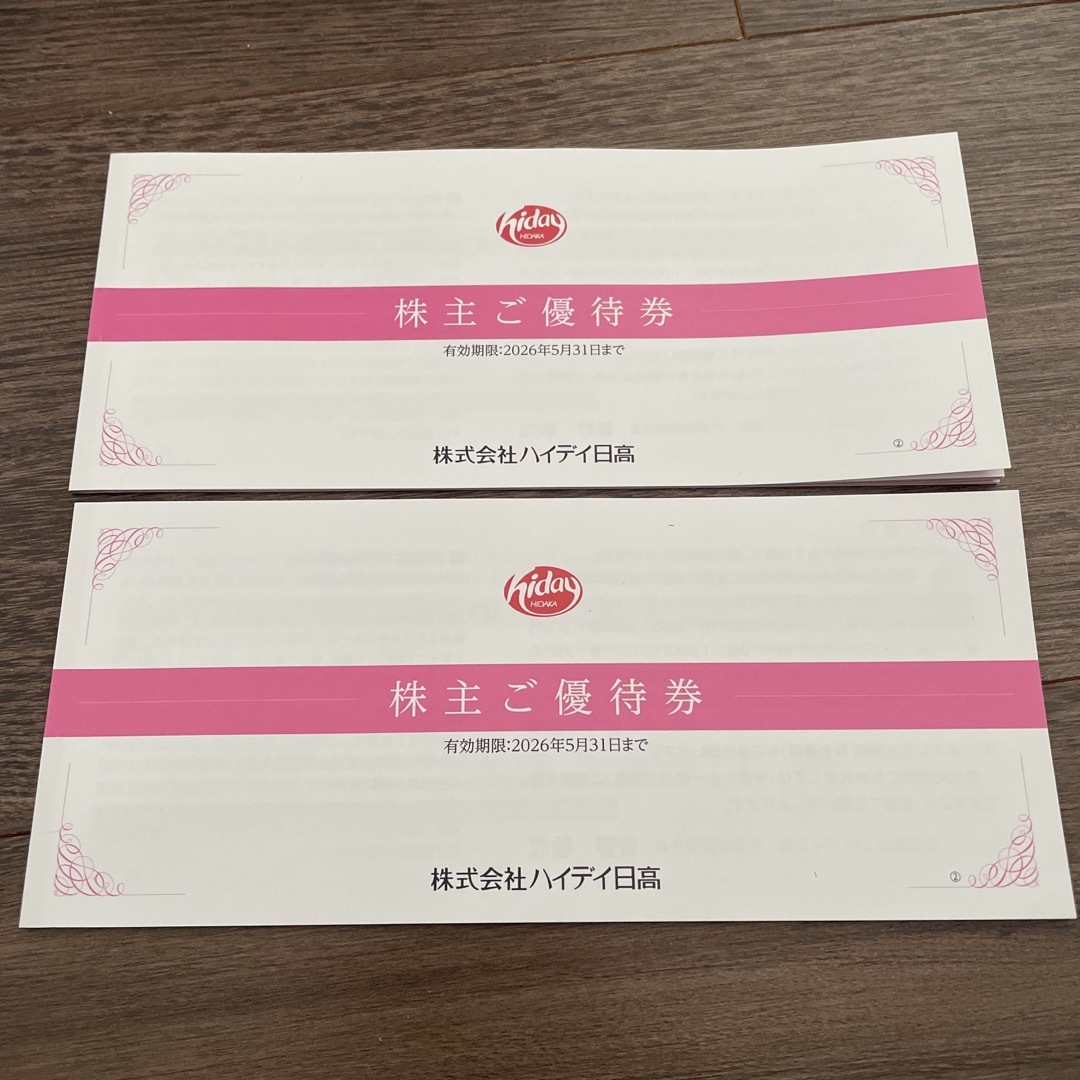 hiday
HIDAKA
株主ご優待券
有効期限:2026年5月31日まで
②
株式会社ハイデイ日高
hiday
HIDAKA
株主ご優待券
有効期限:2026年5月31日まで
株式会社ハイデイ日高
②